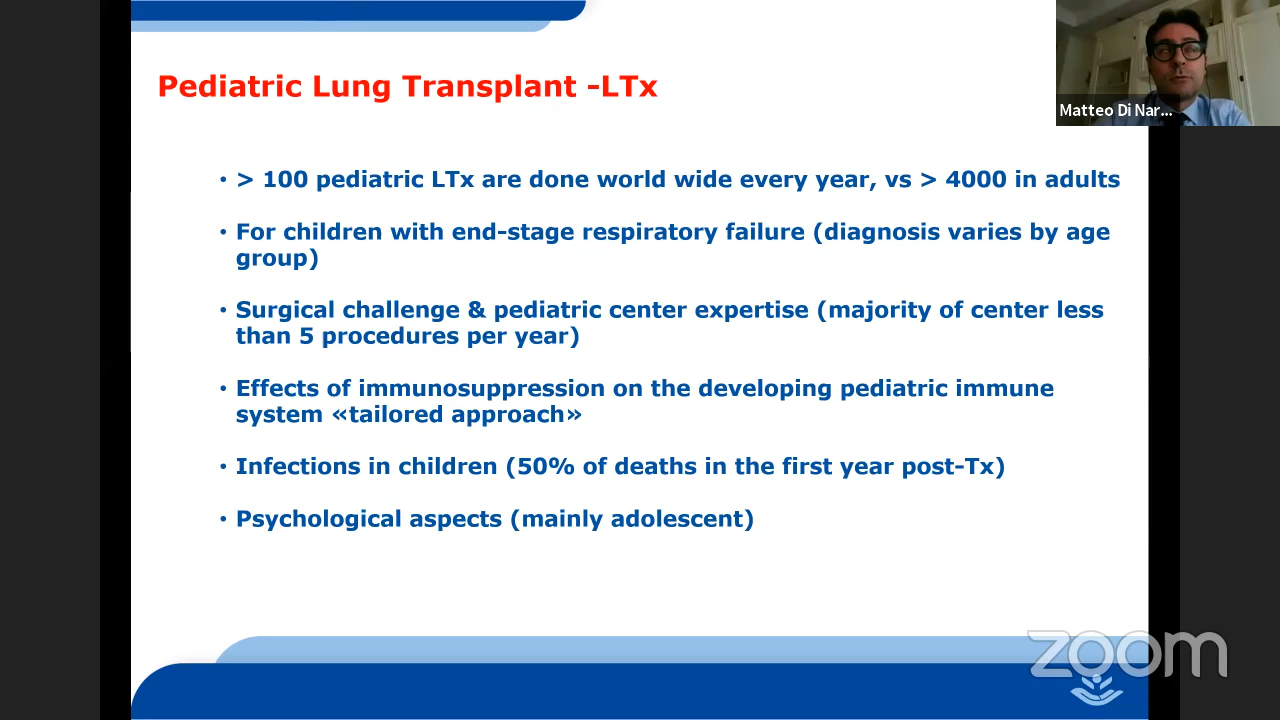 Pediatric Lung Transplant -LTx
Matteo Di Nar...
• > 100 pediatric LTx are done world wide every year, vs > 4000 in adults
• For children with end-stage respiratory failure (diagnosis varies by age
group)
• Surgical challenge & pediatric center expertise (majority of center less
than 5 procedures per year)
• Effects of immunosuppression on the developing pediatric immune
system «tailored approach»
• Infections in children (50% of deaths in the first year post-Tx)
• Psychological aspects (mainly adolescent)
zoom